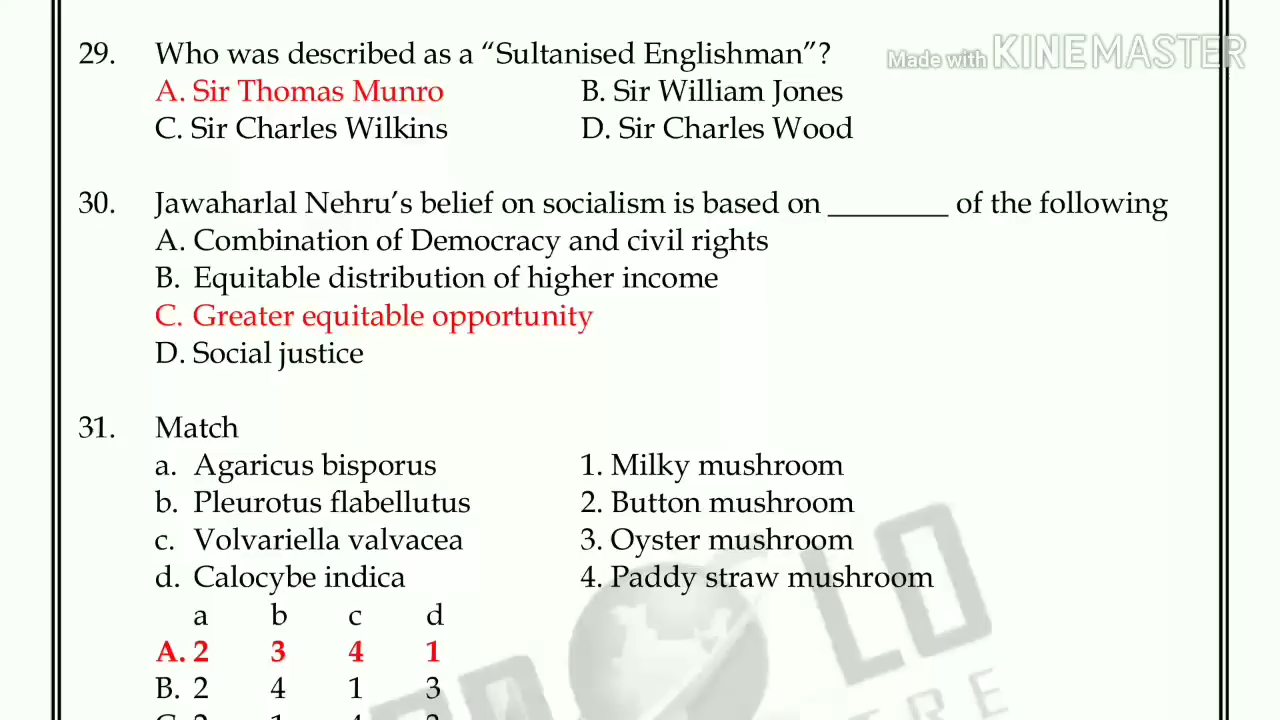 29. Who was described as a “Sultanised Englishman”?
Made with KINEMASTER
A. Sir Thomas Munro B. Sir William Jones
C. Sir Charles Wilkins D. Sir Charles Wood
30. Jawaharlal Nehru’s belief on socialism is based on ________ of the following
A. Combination of Democracy and civil rights
B. Equitable distribution of higher income
C. Greater equitable opportunity
D. Social justice
31. Match
a. Agaricus bisporus 1. Milky mushroom
b. Pleurotus flabellutus 2. Button mushroom
c. Volvariella valvacea 3. Oyster mushroom
d. Calocybe indica 4. Paddy straw mushroom
a b c d
A. 2 3 4 1
B. 2 4 1 3